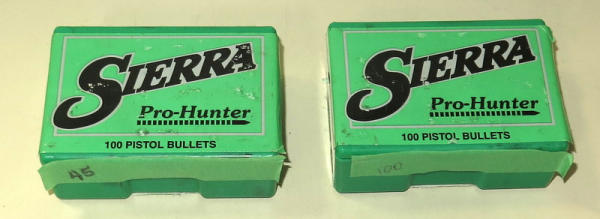 SIERRA
Pro-Hunter
100 PISTOL BULLETS
45
SIERRA
Pro-Hunter
100 PISTOL BULLETS
100